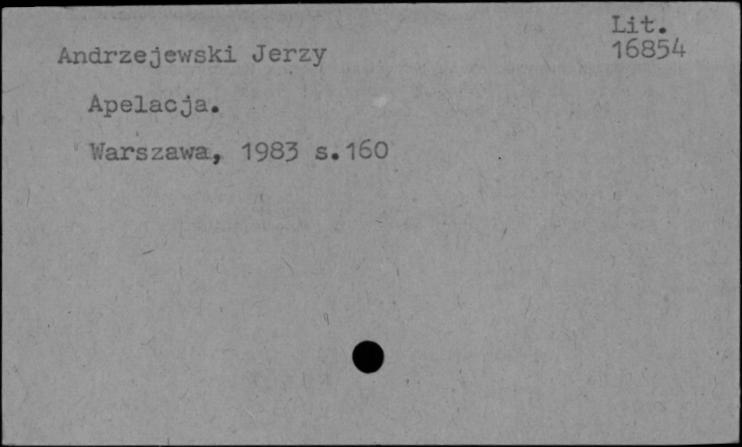 Lit.
16854
Andrzejewski Jerzy
Apelacja.
Warszawa, 1983 s.160